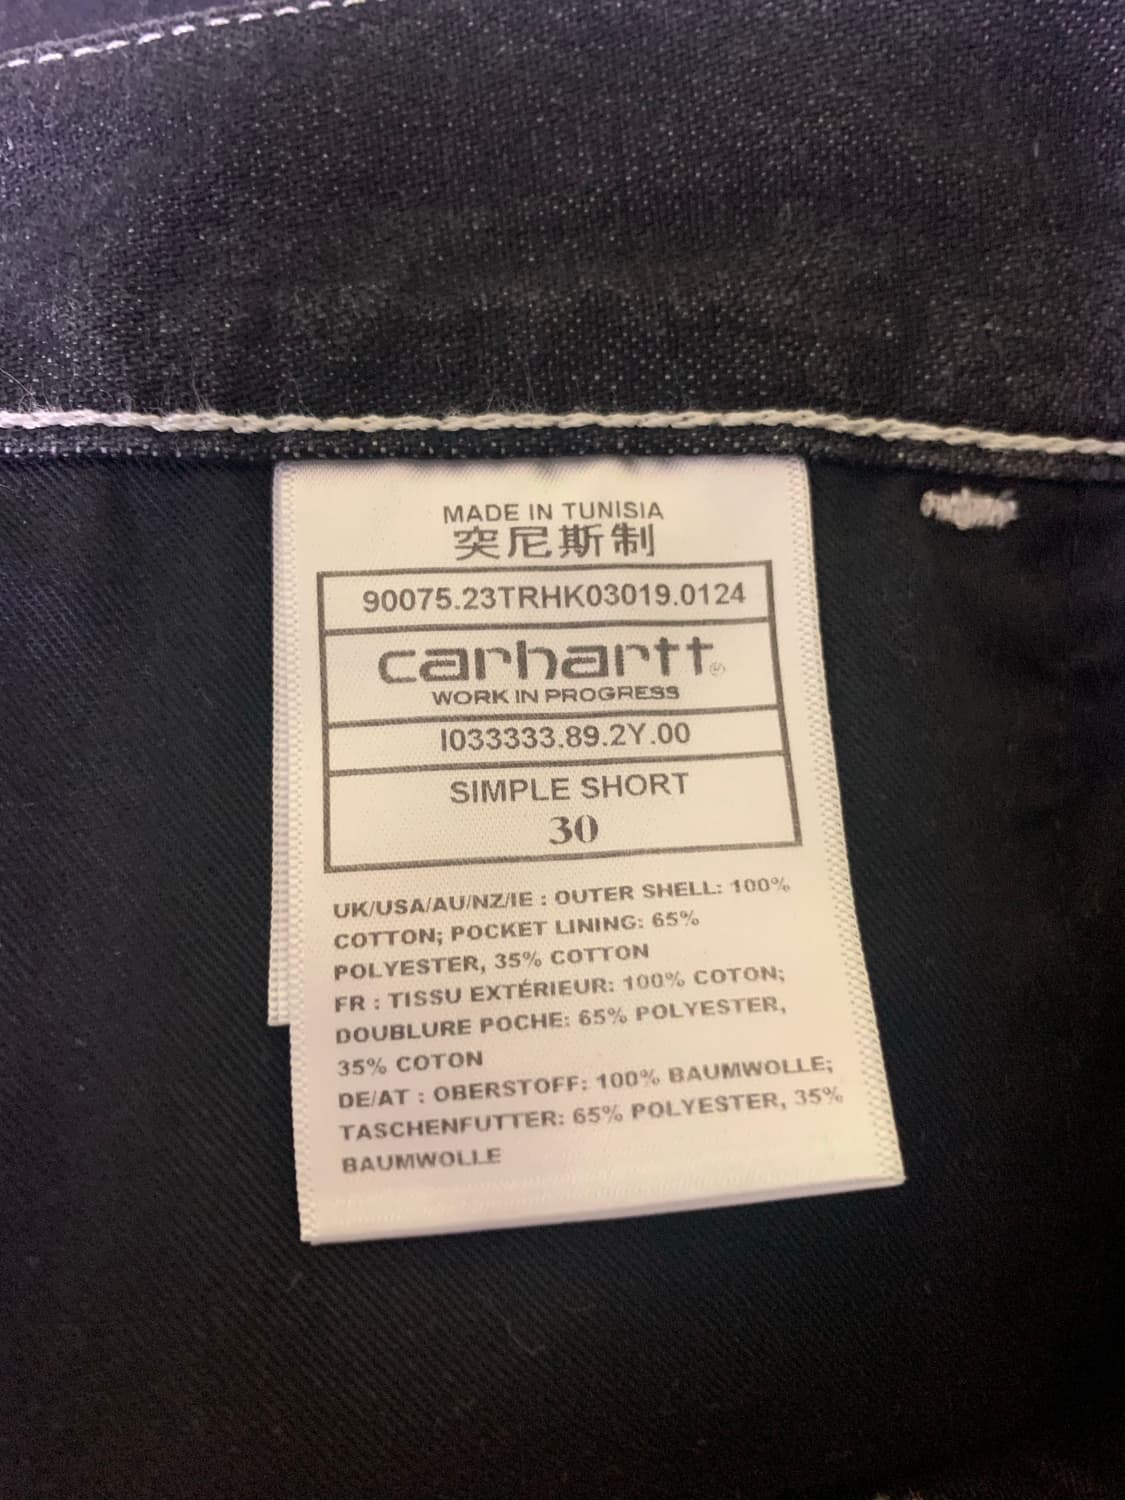 MADE IN TUNISIA
突尼斯制
90075.23TRHK03019.0124
carhartt®
WORK IN PROGRESS
I033333.89.2Y.00
SIMPLE SHORT
30
UK/USA/AU/NZ/IE : OUTER SHELL: 100%
COTTON; POCKET LINING: 65%
POLYESTER, 35% COTTON
FR : TISSU EXTÉRIEUR: 100% COTON;
DOUBLURE POCHE: 65% POLYESTER,
35% COTON
DE/AT : OBERSTOFF: 100% BAUMWOLLE;
TASCHENFUTTER: 65% POLYESTER, 35%
BAUMWOLLE